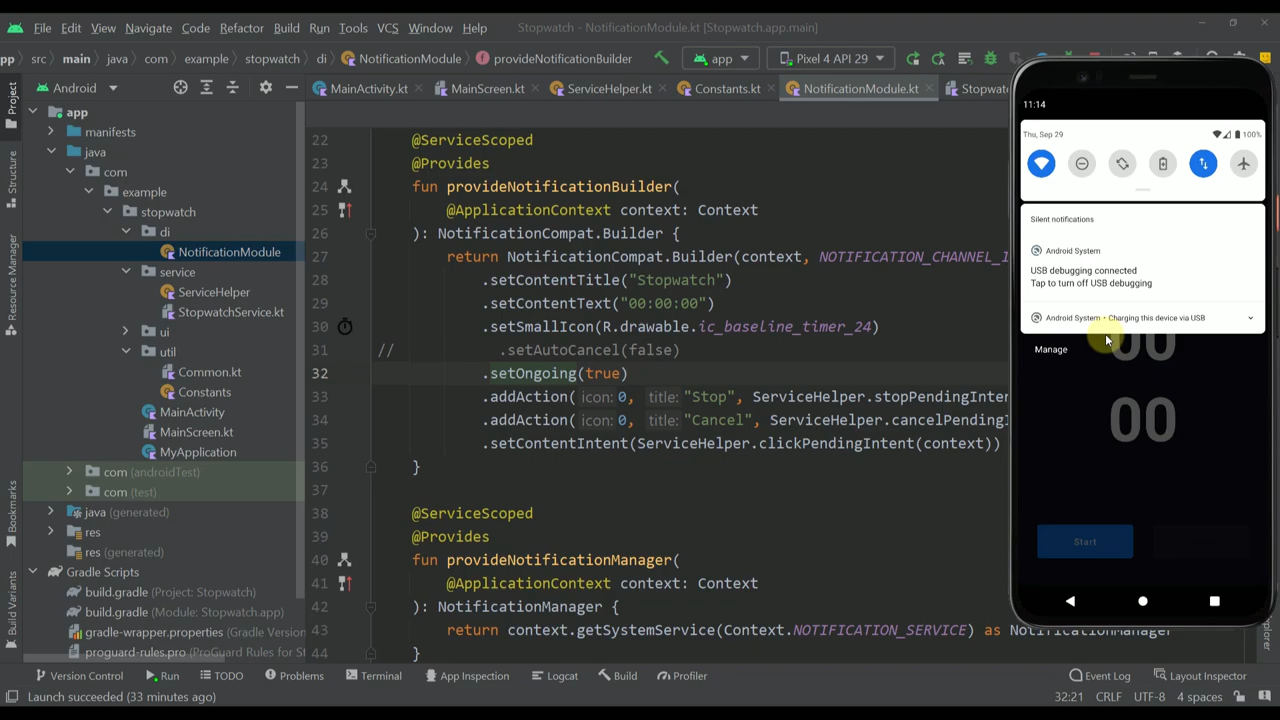 File Edit View Navigate Code Refactor Build Run Tools VCS Window Help Stopwatch - NotificationModule.kt [Stopwatch.app.main]
pp src main java com example stopwatch di NotificationModule provideNotificationBuilder app Pixel 4 API 29
Android
MainActivity.kt MainScreen.kt ServiceHelper.kt Constants.kt NotificationModule.kt Stopwatc
Project
Structure
Resource Manager
Bookmarks
Build Variants
app
manifests
java
com
example
stopwatch
di
NotificationModule
service
ServiceHelper
StopwatchService.kt
ui
util
Common.kt
Constants
MainActivity
MainScreen.kt
MyApplication
com (androidTest)
com (test)
java (generated)
res
res (generated)
Gradle Scripts
build.gradle (Project: Stopwatch)
build.gradle (Module: Stopwatch.app)
gradle-wrapper.properties (Gradle Version
proguard-rules.pro (ProGuard Rules for St
22 @ServiceScoped
23 @Provides
24 fun provideNotificationBuilder(
25 @ApplicationContext context: Context
26 ): NotificationCompat.Builder {
27 return NotificationCompat.Builder(context, NOTIFICATION_CHANNEL_I
28 .setContentTitle("Stopwatch")
29 .setContentText("00:00:00")
30 .setSmallIcon(R.drawable.ic_baseline_timer_24)
31 // .setAutoCancel(false)
32 .setOngoing(true)
33 .addAction( icon: 0, title: "Stop", ServiceHelper.stopPendingInten
34 .addAction( icon: 0, title: "Cancel", ServiceHelper.cancelPendingI
35 .setContentIntent(ServiceHelper.clickPendingIntent(context))
36 }
37
38 @ServiceScoped
39 @Provides
40 fun provideNotificationManager(
41 @ApplicationContext context: Context
42 ): NotificationManager {
43 return context.getSystemService(Context.NOTIFICATION_SERVICE) as NotificationManager
44 }
11:14
Thu, Sep 29 100%
Silent notifications
Android System
USB debugging connected
Tap to turn off USB debugging
Android System • Charging this device via USB
Manage
00
00
Start
Version Control Run TODO Problems Terminal App Inspection Logcat Build Profiler Event Log Layout Inspector
Launch succeeded (33 minutes ago) 32:21 CRLF UTF-8 4 spaces